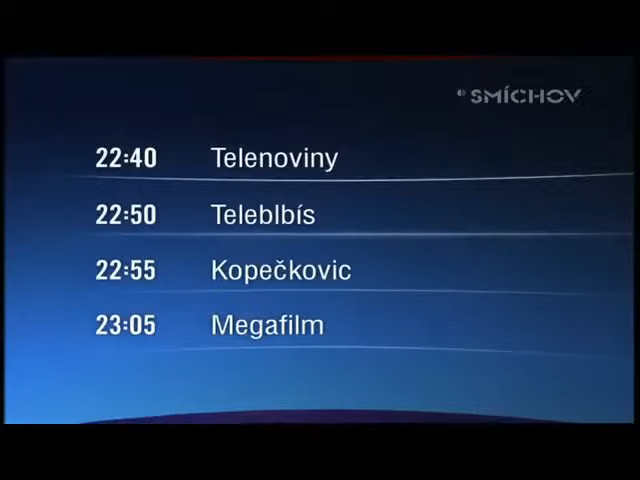 SMÍCHOV
22:40 Telenoviny
22:50 Teleblbís
22:55 Kopečkovic
23:05 Megafilm